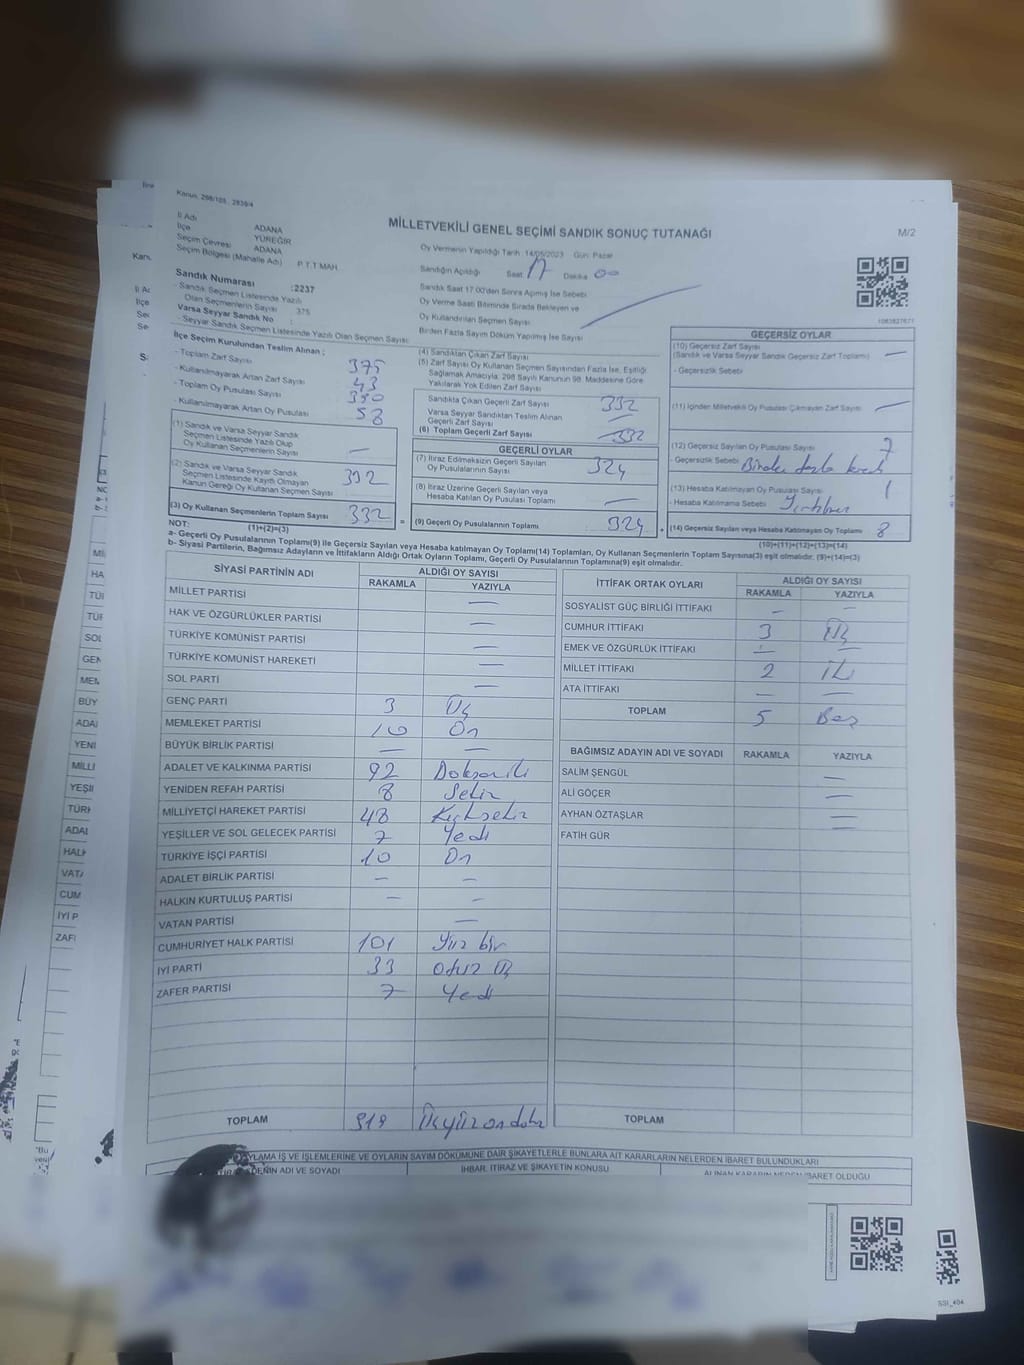 Kanun: 298/105 2839/4
İl Adı ADANA
İlçe YÜREĞİR
Seçim Çevresi ADANA
Seçim Bölgesi (Mahalle Adı) P.T.T MAH.
MİLLETVEKİLİ GENEL SEÇİMİ SANDIK SONUÇ TUTANAĞI
M/2
Oy Vermenin Yapıldığı Tarih :14/05/2023 Gün: Pazar
Sandığın Açıldığı Saat 17 Dakika 00
Sandık Numarası :2237
- Sandık Seçmen Listesinde Yazılı Olan Seçmenlerin Sayısı 375
Varsa Seyyar Sandık No :
- Seyyar Sandık Seçmen Listesinde Yazılı Olan Seçmen Sayısı:
Sandık Saat 17:00'den Sonra Açılmış İse Sebebi
Oy Verme Saati Bitiminde Sırada Bekleyen ve
Oy Kullandırılan Seçmen Sayısı
Birden Fazla Sayım Döküm Yapılmış İse Sayısı
1083827671
İlçe Seçim Kurulundan Teslim Alınan ;
- Toplam Zarf Sayısı 375
- Kullanılmayarak Artan Zarf Sayısı 43
- Toplam Oy Pusulası Sayısı
- Kullanılmayarak Artan Oy Pusulası 58
(1) Sandık ve Varsa Seyyar Sandık
Seçmen Listesinde Yazılı Olup
Oy Kullanan Seçmenlerin Sayısı —
(2) Sandık ve Varsa Seyyar Sandık
Seçmen Listesinde Kayıtlı Olmayan
Kanun Gereği Oy Kullanan Seçmen Sayısı
(3) Oy Kullanan Seçmenlerin Toplam Sayısı 332
(1)+(2)=(3)
(4) Sandıktan Çıkan Zarf Sayısı
(5) Zarf Sayısı Oy Kullanan Seçmen Sayısından Fazla İse, Eşitliği
Sağlamak Amacıyla; 298 Sayılı Kanunun 98. Maddesine Göre
Yakılarak Yok Edilen Zarf Sayısı
Sandıkta Çıkan Geçerli Zarf Sayısı 332
Varsa Seyyar Sandıktan Teslim Alınan
Geçerli Zarf Sayısı —
(6) Toplam Geçerli Zarf Sayısı 332
GEÇERLİ OYLAR
(7) İtiraz Edilmeksizin Geçerli Sayılan
Oy Pusulalarının Sayısı 324
(8) İtiraz Üzerine Geçerli Sayılan veya
Hesaba Katılan Oy Pusulası Toplamı —
= (9) Geçerli Oy Pusulalarının Toplamı 324
GEÇERSİZ OYLAR
(10) Geçersiz Zarf Sayısı
(Sandık ve Varsa Seyyar Sandık Geçersiz Zarf Toplamı) —
- Geçersizlik Sebebi
(11) İçinden Milletvekili Oy Pusulası Çıkmayan Zarf Sayısı —
(12) Geçersiz Sayılan Oy Pusulası Sayısı 7
- Geçersizlik Sebebi Birden fazla
(13) Hesaba Katılmayan Oy Pusulası Sayısı 1
- Hesaba Katılmama Sebebi
+ (14) Geçersiz Sayılan veya Hesaba Katılmayan Oy Toplamı 8
(10)+(11)+(12)+(13)=(14)
NOT:
a- Geçerli Oy Pusulalarının Toplamı(9) ile Geçersiz Sayılan veya Hesaba katılmayan Oy Toplamı(14) Toplamları, Oy Kullanan Seçmenlerin Toplam Sayısına(3) eşit olmalıdır. (9)+(14)=(3)
b- Siyasi Partilerin, Bağımsız Adayların ve İttifakların Aldığı Ortak Oyların Toplamı, Geçerli Oy Pusulalarının Toplamına(9) eşit olmalıdır.
SİYASİ PARTİNİN ADI ALDIĞI OY SAYISI
RAKAMLA YAZIYLA
MİLLET PARTİSİ —
HAK VE ÖZGÜRLÜKLER PARTİSİ —
TÜRKİYE KOMÜNİST PARTİSİ —
TÜRKİYE KOMÜNİST HAREKETİ —
SOL PARTİ —
GENÇ PARTİ 3 Üç
MEMLEKET PARTİSİ 10 On
BÜYÜK BİRLİK PARTİSİ — —
ADALET VE KALKINMA PARTİSİ 92 Doksan iki
YENİDEN REFAH PARTİSİ 8 Sekiz
MİLLİYETÇİ HAREKET PARTİSİ 48 Kırk sekiz
YEŞİLLER VE SOL GELECEK PARTİSİ 7 Yedi
TÜRKİYE İŞÇİ PARTİSİ 10 On
ADALET BİRLİK PARTİSİ — —
HALKIN KURTULUŞ PARTİSİ — —
VATAN PARTİSİ —
CUMHURİYET HALK PARTİSİ 101 Yüz bir
İYİ PARTİ 33 Otuz Üç
ZAFER PARTİSİ 7 Yedi
TOPLAM 319 Üçyüz on dokuz
İTTİFAK ORTAK OYLARI ALDIĞI OY SAYISI
RAKAMLA YAZIYLA
SOSYALİST GÜÇ BİRLİĞİ İTTİFAKI — —
CUMHUR İTTİFAKI 3 Üç
EMEK VE ÖZGÜRLÜK İTTİFAKI — —
MİLLET İTTİFAKI 2 İki
ATA İTTİFAKI — —
TOPLAM 5 Beş
BAĞIMSIZ ADAYIN ADI VE SOYADI RAKAMLA YAZIYLA
SALİM ŞENGÜL —
ALİ GÖÇER —
AYHAN ÖZTAŞLAR —
FATİH GÜR —
TOPLAM
OYLAMA İŞ VE İŞLEMLERİNE VE OYLARIN SAYIM DÖKÜMÜNE DAİR ŞİKAYETLERLE BUNLARA AİT KARARLARIN NELERDEN İBARET BULUNDUKLARI
EDENİN ADI VE SOYADI İHBAR, İTİRAZ VE ŞİKAYETİN KONUSU ALINAN KARARIN NEDEN İBARET OLDUĞU
SSİ_404